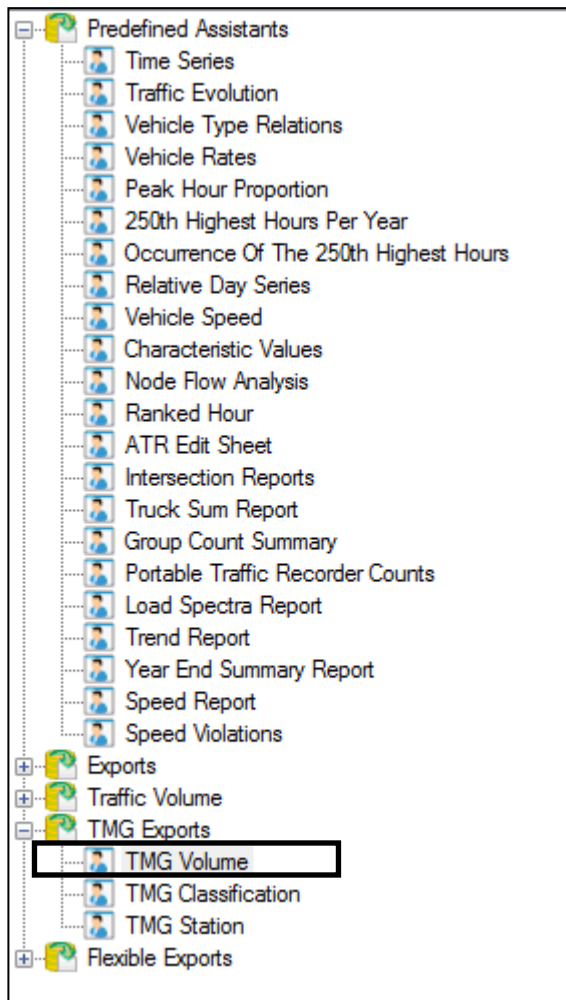 Predefined Assistants
Time Series
Traffic Evolution
Vehicle Type Relations
Vehicle Rates
Peak Hour Proportion
250th Highest Hours Per Year
Occurrence Of The 250th Highest Hours
Relative Day Series
Vehicle Speed
Characteristic Values
Node Flow Analysis
Ranked Hour
ATR Edit Sheet
Intersection Reports
Truck Sum Report
Group Count Summary
Portable Traffic Recorder Counts
Load Spectra Report
Trend Report
Year End Summary Report
Speed Report
Speed Violations
Exports
Traffic Volume
TMG Exports
TMG Volume
TMG Classification
TMG Station
Flexible Exports